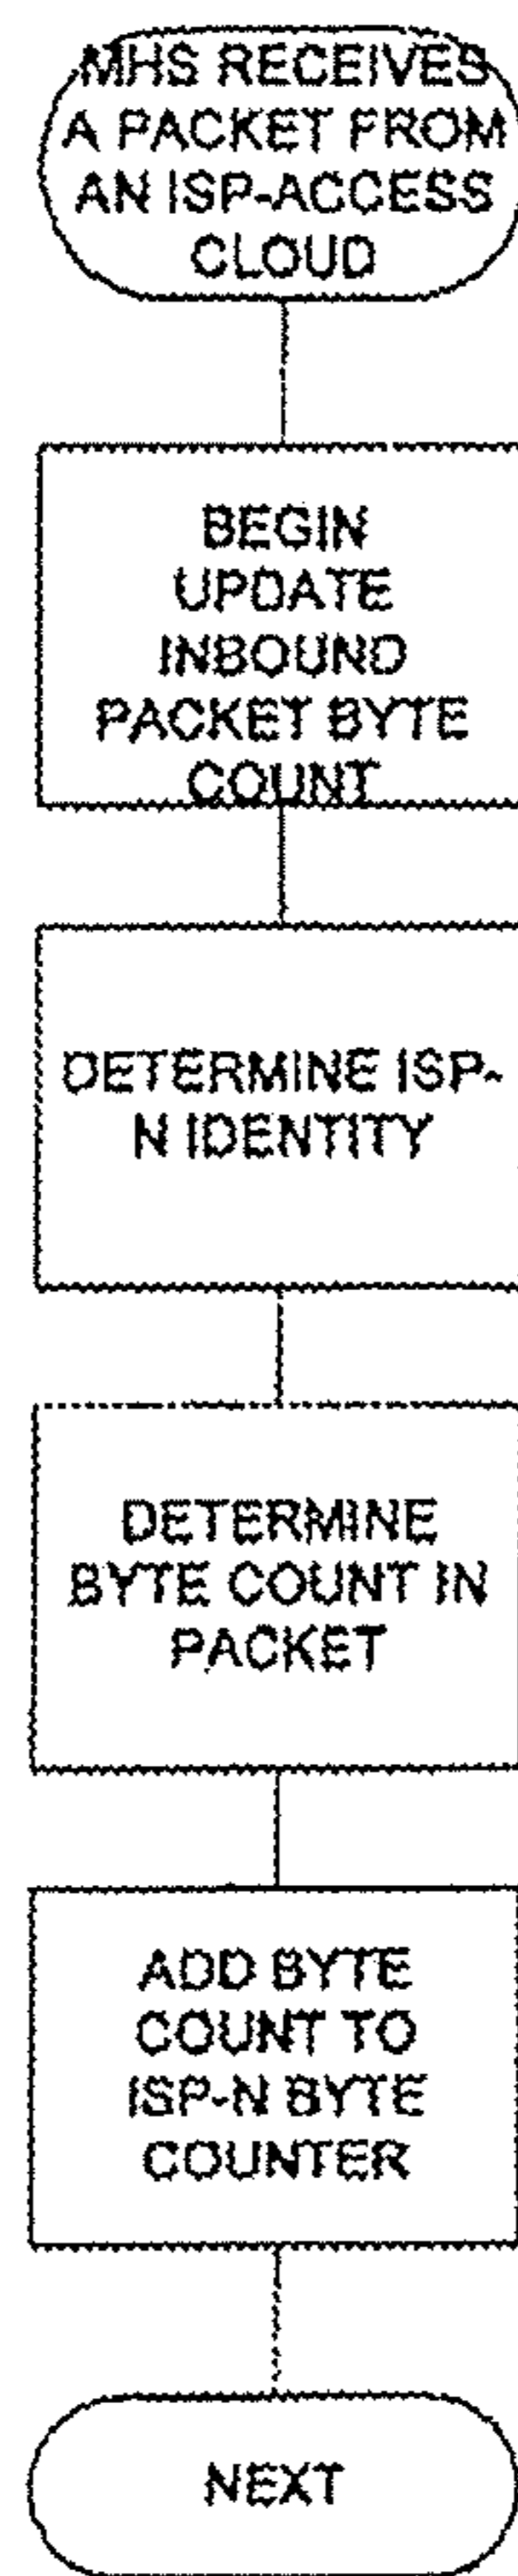 MHS RECEIVES
A PACKET FROM
AN ISP-ACCESS
CLOUD
BEGIN
UPDATE
INBOUND
PACKET BYTE
COUNT
DETERMINE ISP-
N IDENTITY
DETERMINE
BYTE COUNT IN
PACKET
ADD BYTE
COUNT TO
ISP-N BYTE
COUNTER
NEXT